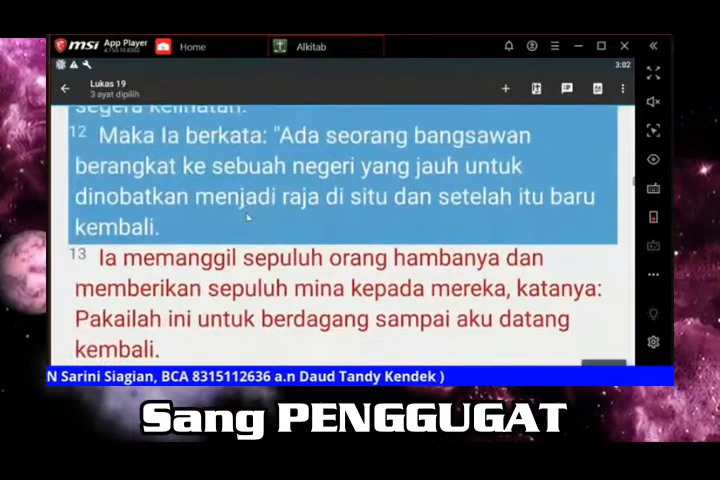 msi App Player
Home
Alkitab
3:02
Lukas 19
3 ayat dipilih
segera kelihatan.
12 Maka Ia berkata: "Ada seorang bangsawan
berangkat ke sebuah negeri yang jauh untuk
dinobatkan menjadi raja di situ dan setelah itu baru
kembali.
13 Ia memanggil sepuluh orang hambanya dan
memberikan sepuluh mina kepada mereka, katanya:
Pakailah ini untuk berdagang sampai aku datang
kembali.
N Sarini Siagian, BCA 8315112636 a.n Daud Tandy Kendek )
Sang PENGGUGAT